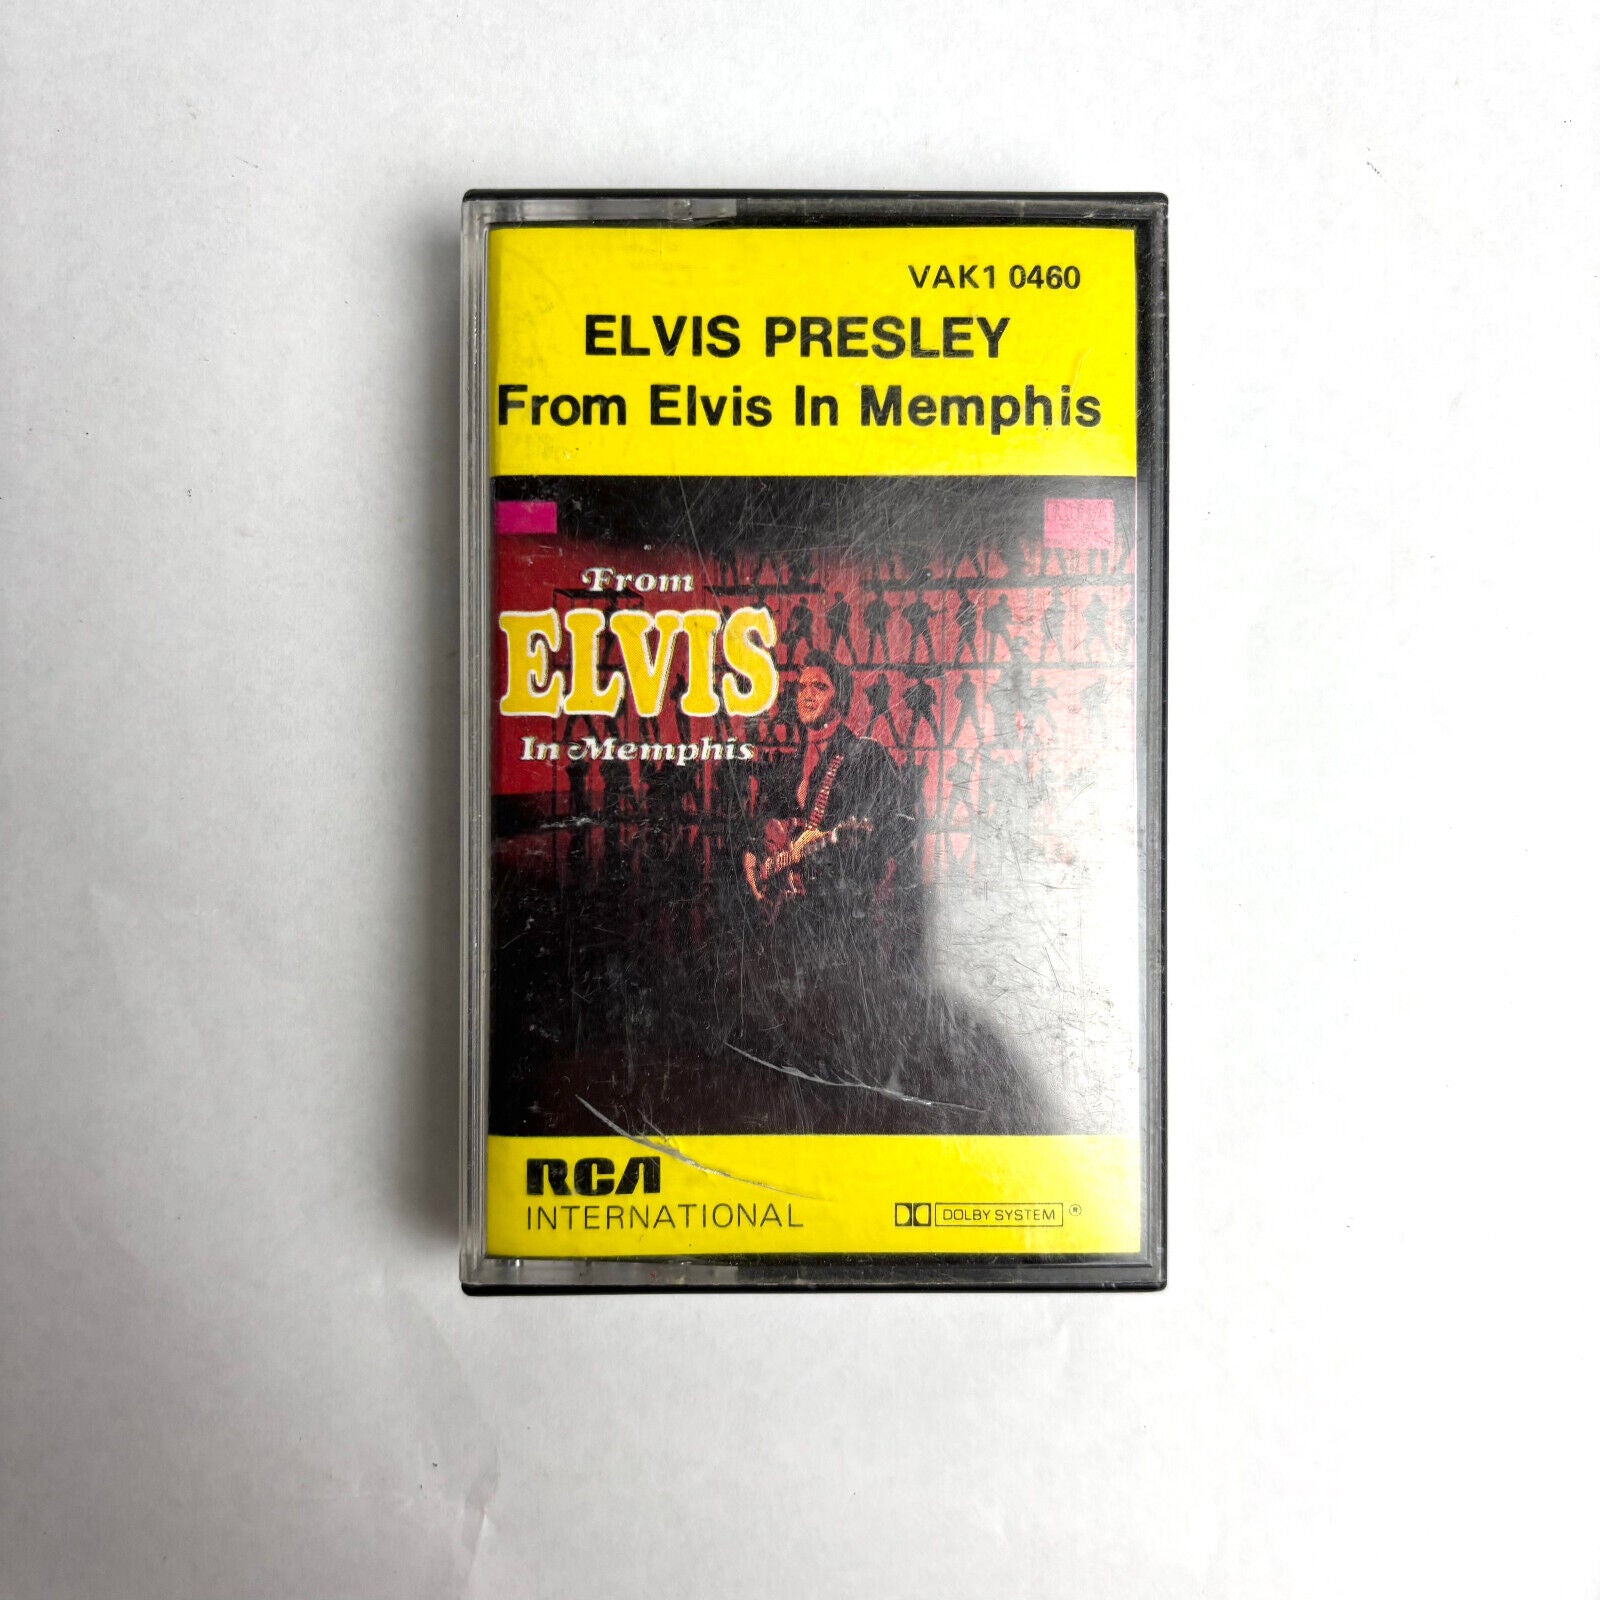 VAK1 0460
ELVIS PRESLEY
From Elvis In Memphis
From
ELVIS
In Memphis
RCA
INTERNATIONAL
DOLBY SYSTEM ®